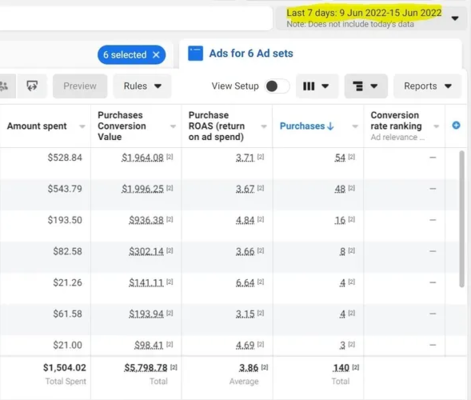 Last 7 days: 9 Jun 2022-15 Jun 2022
Note: Does not include today's data
6 selected ×
Ads for 6 Ad sets
Preview
Rules
View Setup
Reports
Amount spent
Purchases Conversion Value
Purchase ROAS (return on ad spend)
Purchases ↓
Conversion rate ranking
Ad relevance ...
$528.84 $1,964.08 [2] 3.71 [2] 54 [2] —
$543.79 $1,996.25 [2] 3.67 [2] 48 [2] —
$193.50 $936.38 [2] 4.84 [2] 16 [2] —
$82.58 $302.14 [2] 3.66 [2] 8 [2] —
$21.26 $141.11 [2] 6.64 [2] 4 [2] —
$61.58 $193.94 [2] 3.15 [2] 4 [2] —
$21.00 $98.41 [2] 4.69 [2] 3 [2] —
$1,504.02 $5,798.78 [2] 3.86 [2] 140 [2]
Total Spent Total Average Total